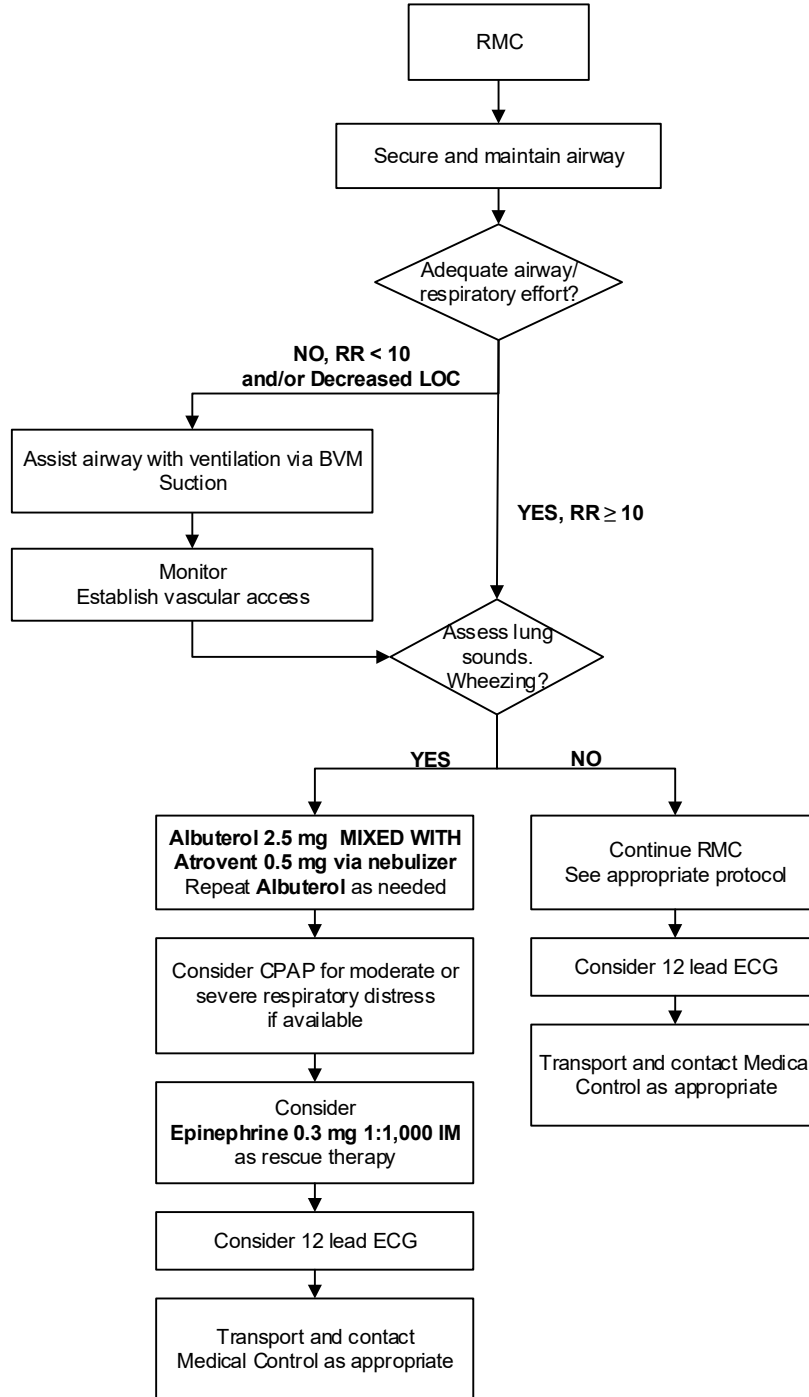 RMC
Secure and maintain airway
Adequate airway/
respiratory effort?
NO, RR < 10
and/or Decreased LOC
Assist airway with ventilation via BVM
Suction
YES, RR ≥ 10
Monitor
Establish vascular access
Assess lung
sounds.
Wheezing?
YES
NO
Albuterol 2.5 mg MIXED WITH
Atrovent 0.5 mg via nebulizer
Repeat Albuterol as needed
Consider CPAP for moderate or
severe respiratory distress
if available
Consider
Epinephrine 0.3 mg 1:1,000 IM
as rescue therapy
Consider 12 lead ECG
Transport and contact
Medical Control as appropriate
Continue RMC
See appropriate protocol
Consider 12 lead ECG
Transport and contact Medica
Control as appropriate